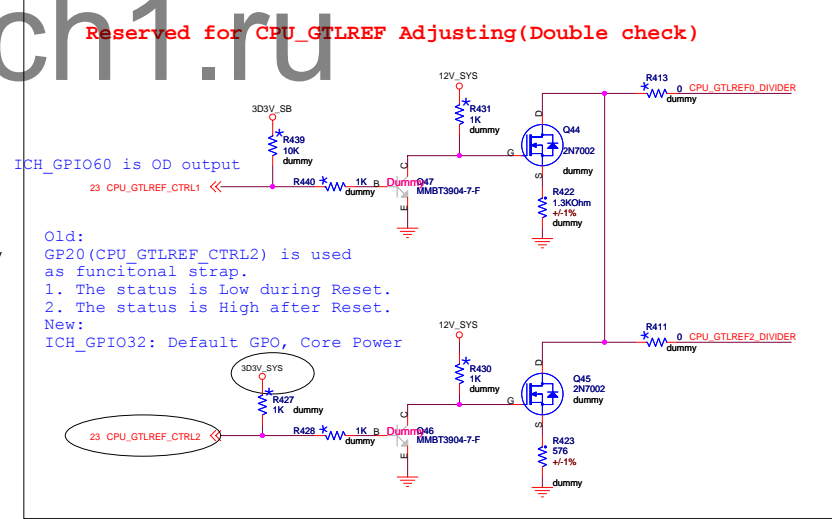 ch1.ru
Reserved for CPU_GTLREF Adjusting(Double check)
12V_SYS
R413
0 CPU_GTLREF0_DIVIDER
dummy
3D3V_SB
R431
1K
dummy
D
Q44
2N7002
G
dummy
S
R439
10K
dummy
ICH_GPIO60 is OD output
23 CPU_GTLREF_CTRL1
R440
1K
dummy
B
C
E
Dummy
Q47
MMBT3904-7-F
R422
1.3KOhm
+/-1%
dummy
Old:
GP20(CPU_GTLREF_CTRL2) is used
as funcitonal strap.
1. The status is Low during Reset.
2. The status is High after Reset.
New:
ICH_GPIO32: Default GPO, Core Power
12V_SYS
R411
0 CPU_GTLREF2_DIVIDER
dummy
3D3V_SYS
R430
1K
dummy
D
Q45
2N7002
dummy
G
S
R427
1K dummy
23 CPU_GTLREF_CTRL2
R428
1K
dummy
B
C
E
Dummy
Q46
MMBT3904-7-F
R423
576
+/-1%
dummy